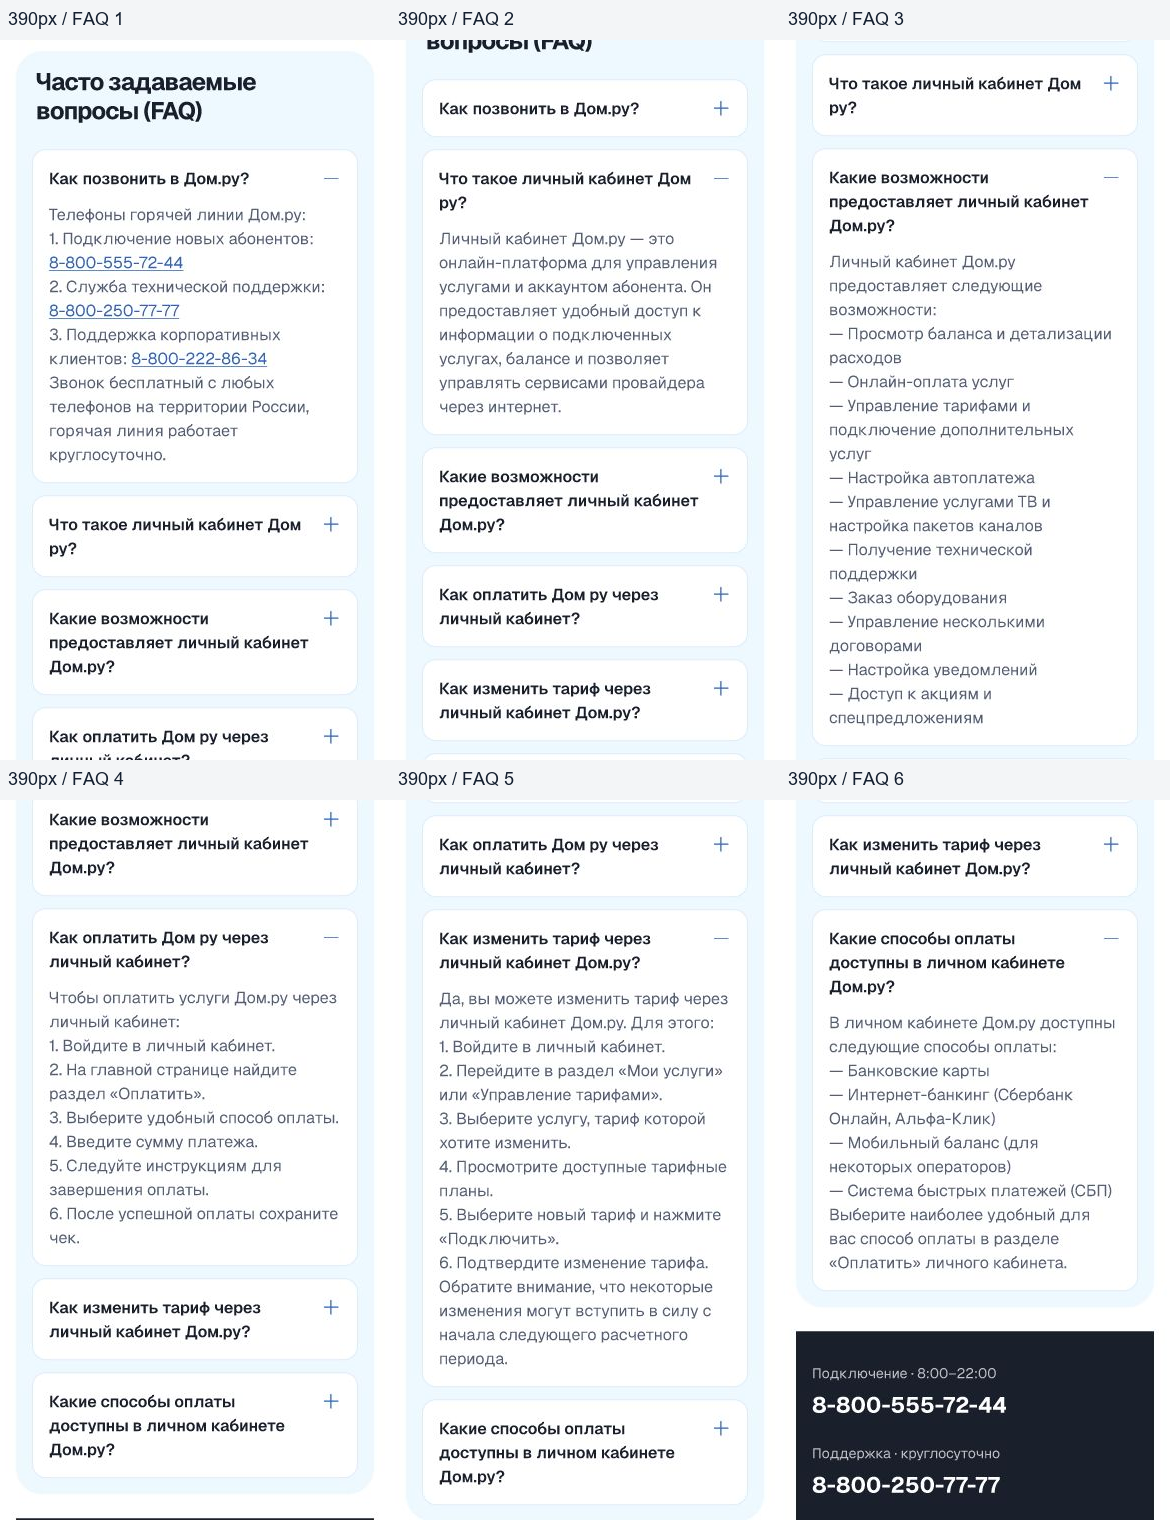 390px / FAQ 1
Часто задаваемые
вопросы (FAQ)
Как позвонить в Дом.ру?
Телефоны горячей линии Дом.ру:
1. Подключение новых абонентов:
8-800-555-72-44
2. Служба технической поддержки:
8-800-250-77-77
3. Поддержка корпоративных
клиентов: 8-800-222-86-34
Звонок бесплатный с любых
телефонов на территории России,
горячая линия работает
круглосуточно.
Что такое личный кабинет Дом
ру?
Какие возможности
предоставляет личный кабинет
Дом.ру?
Как оплатить Дом ру через
личный кабинет?
390px / FAQ 2
вопросы (FAQ)
Как позвонить в Дом.ру?
Что такое личный кабинет Дом
ру?
Личный кабинет Дом.ру — это
онлайн-платформа для управления
услугами и аккаунтом абонента. Он
предоставляет удобный доступ к
информации о подключенных
услугах, балансе и позволяет
управлять сервисами провайдера
через интернет.
Какие возможности
предоставляет личный кабинет
Дом.ру?
Как оплатить Дом ру через
личный кабинет?
Как изменить тариф через
личный кабинет Дом.ру?
390px / FAQ 3
Что такое личный кабинет Дом
ру?
Какие возможности
предоставляет личный кабинет
Дом.ру?
Личный кабинет Дом.ру
предоставляет следующие
возможности:
— Просмотр баланса и детализации
расходов
— Онлайн-оплата услуг
— Управление тарифами и
подключение дополнительных
услуг
— Настройка автоплатежа
— Управление услугами ТВ и
настройка пакетов каналов
— Получение технической
поддержки
— Заказ оборудования
— Управление несколькими
договорами
— Настройка уведомлений
— Доступ к акциям и
спецпредложениям
390px / FAQ 4
Какие возможности
предоставляет личный кабинет
Дом.ру?
Как оплатить Дом ру через
личный кабинет?
Чтобы оплатить услуги Дом.ру через
личный кабинет:
1. Войдите в личный кабинет.
2. На главной странице найдите
раздел «Оплатить».
3. Выберите удобный способ оплаты.
4. Введите сумму платежа.
5. Следуйте инструкциям для
завершения оплаты.
6. После успешной оплаты сохраните
чек.
Как изменить тариф через
личный кабинет Дом.ру?
Какие способы оплаты
доступны в личном кабинете
Дом.ру?
390px / FAQ 5
Как оплатить Дом ру через
личный кабинет?
Как изменить тариф через
личный кабинет Дом.ру?
Да, вы можете изменить тариф через
личный кабинет Дом.ру. Для этого:
1. Войдите в личный кабинет.
2. Перейдите в раздел «Мои услуги»
или «Управление тарифами».
3. Выберите услугу, тариф которой
хотите изменить.
4. Просмотрите доступные тарифные
планы.
5. Выберите новый тариф и нажмите
«Подключить».
6. Подтвердите изменение тарифа.
Обратите внимание, что некоторые
изменения могут вступить в силу с
начала следующего расчетного
периода.
Какие способы оплаты
доступны в личном кабинете
Дом.ру?
390px / FAQ 6
Как изменить тариф через
личный кабинет Дом.ру?
Какие способы оплаты
доступны в личном кабинете
Дом.ру?
В личном кабинете Дом.ру доступны
следующие способы оплаты:
— Банковские карты
— Интернет-банкинг (Сбербанк
Онлайн, Альфа-Клик)
— Мобильный баланс (для
некоторых операторов)
— Система быстрых платежей (СБП)
Выберите наиболее удобный для
вас способ оплаты в разделе
«Оплатить» личного кабинета.
Подключение · 8:00–22:00
8-800-555-72-44
Поддержка · круглосуточно
8-800-250-77-77